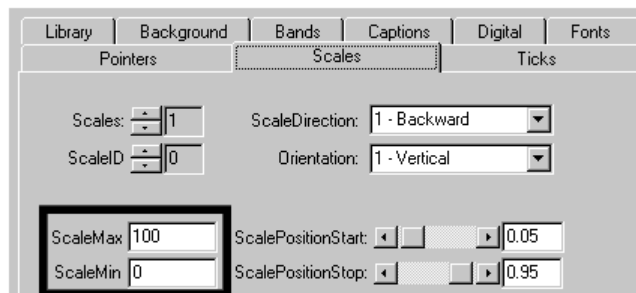 Library Background Bands Captions Digital Fonts
Pointers Scales Ticks
Scales: 1 ScaleDirection: 1 - Backward
ScaleID 0 Orientation: 1 - Vertical
ScaleMax 100 ScalePositionStart: 0.05
ScaleMin 0 ScalePositionStop: 0.95